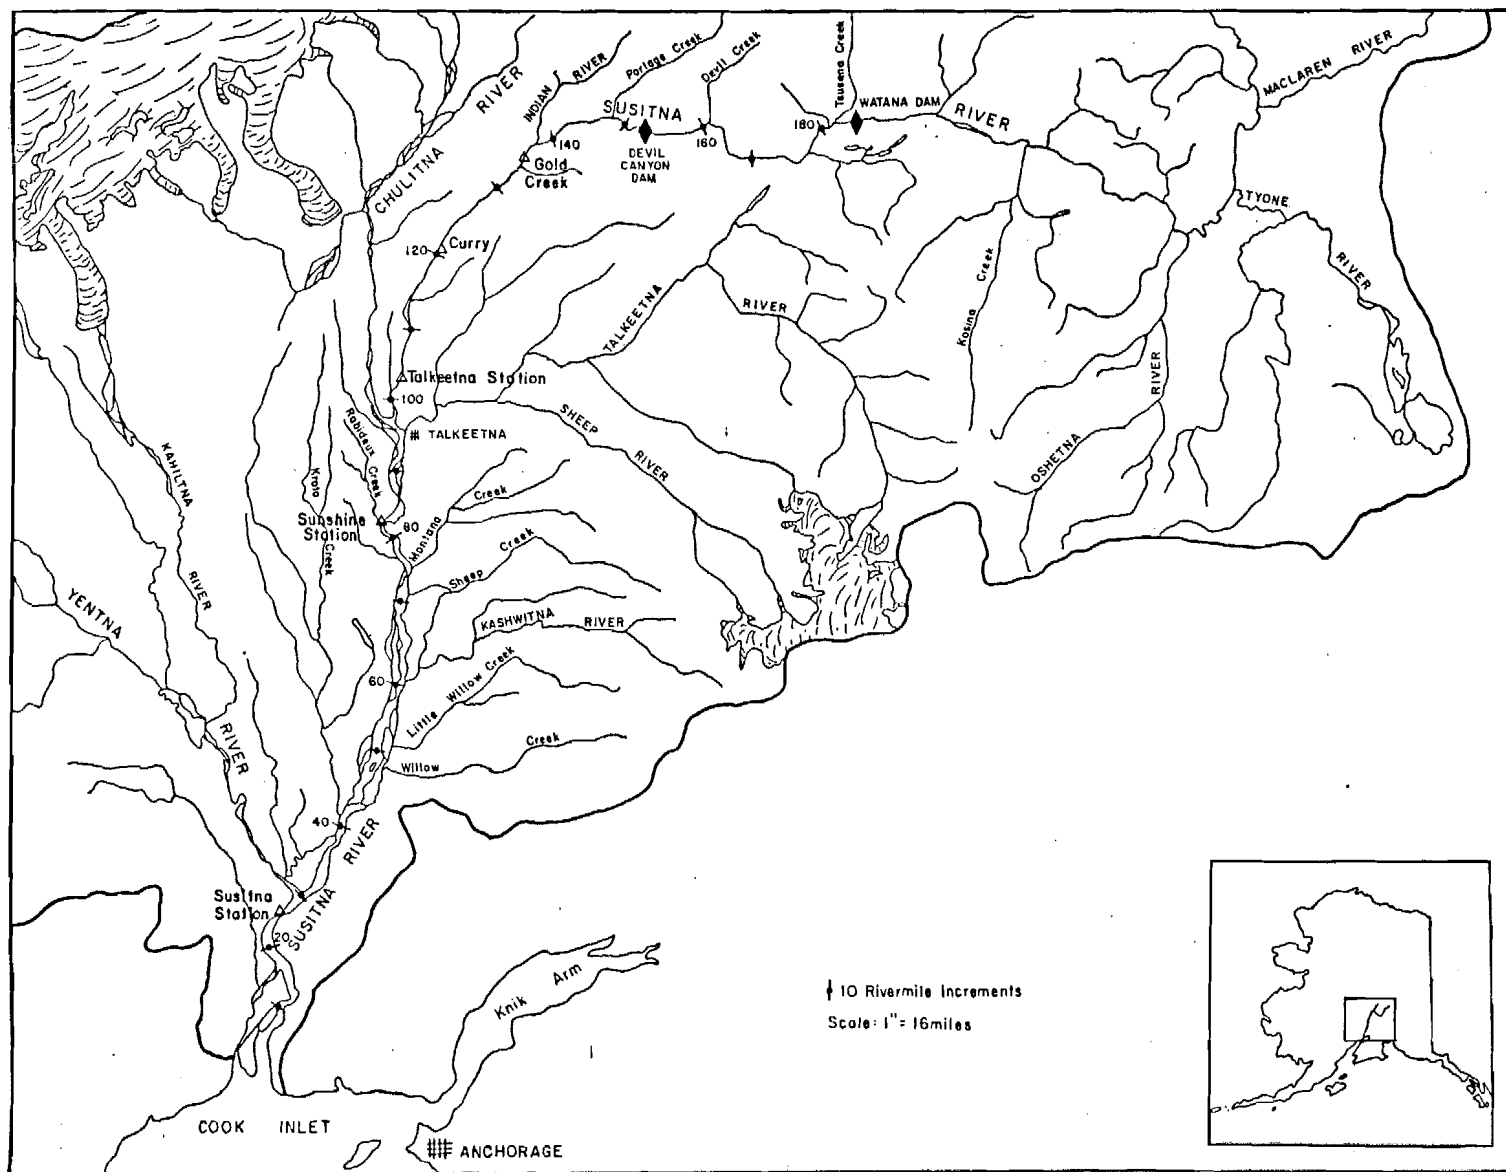 CHULITNA RIVER
INDIAN RIVER
Portage Creek
Devil Creek
Tsusena Creek
WATANA DAM
MACLAREN RIVER
SUSITNA RIVER
140
DEVIL
CANYON
DAM
160
180
Gold
Creek
TYONE RIVER
120
Curry
TALKEETNA RIVER
Kosina Creek
RIVER
OSHETNA
Talkeetna Station
100
TALKEETNA
SHEEP RIVER
Rabideux Creek
Kroto Creek
KAHILTNA RIVER
Sunshine
Station
80
Montana Creek
Sheep Creek
KASHWITNA RIVER
YENTNA RIVER
60
Little Willow Creek
Willow Creek
40
SUSITNA RIVER
Susitna
Station
20
Knik Arm
10 Rivermile Increments
Scale: 1"= 16miles
COOK INLET
ANCHORAGE